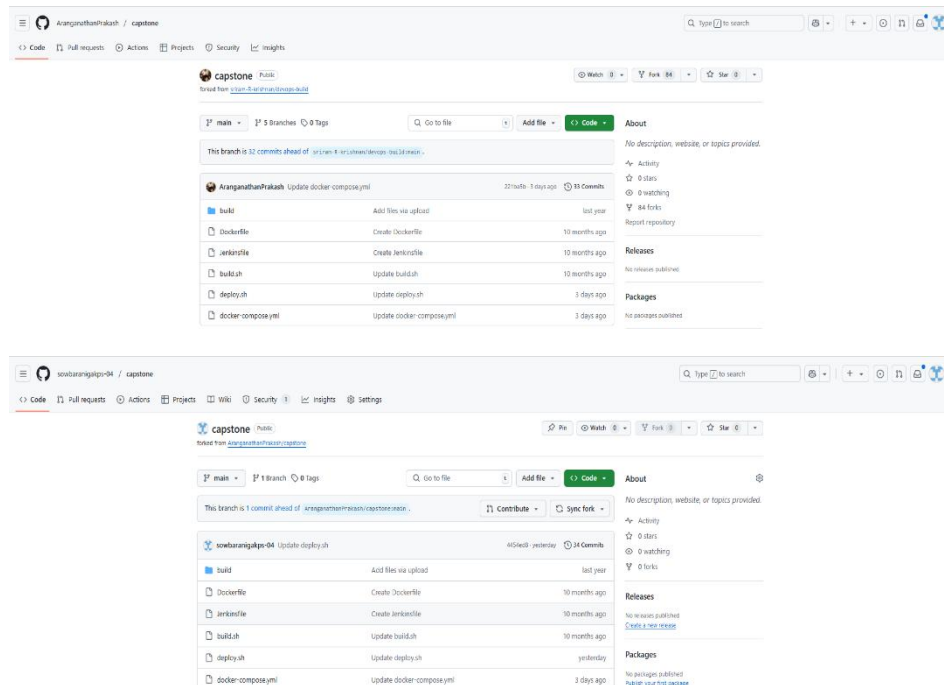 AranganathanPrakash / capstone
Type / to search
Code Pull requests Actions Projects Security Insights
capstone Public
Watch 0 Fork 84 Star 0
forked from sriram-R-krishnan/devops-build
main 5 Branches 0 Tags Go to file t Add file Code
About
No description, website, or topics provided.
This branch is 32 commits ahead of sriram-R-krishnan/devops-build:main .
Activity
0 stars
0 watching
84 forks
Report repository
AranganathanPrakash Update docker-compose.yml 3 days ago 33 Commits
build Add files via upload last year
Dockerfile Create Dockerfile 10 months ago
Jenkinsfile Create Jenkinsfile 10 months ago
build.sh Update build.sh 10 months ago
deploy.sh Update deploy.sh 3 days ago
docker-compose.yml Update docker-compose.yml 3 days ago
Releases
No releases published
Packages
No packages published
sowbaranigakps-04 / capstone
Type / to search
Code Pull requests Actions Projects Wiki Security 1 Insights Settings
capstone Public
Pin Watch 0 Fork 0 Star 0
forked from AranganathanPrakash/capstone
main 1 Branch 0 Tags Go to file t Add file Code
About
No description, website, or topics provided.
This branch is 1 commit ahead of AranganathanPrakash/capstone:main .
Contribute Sync fork
Activity
0 stars
0 watching
0 forks
sowbaranigakps-04 Update deploy.sh yesterday 34 Commits
build Add files via upload last year
Dockerfile Create Dockerfile 10 months ago
Jenkinsfile Create Jenkinsfile 10 months ago
build.sh Update build.sh 10 months ago
deploy.sh Update deploy.sh yesterday
docker-compose.yml Update docker-compose.yml 3 days ago
Releases
No releases published
Create a new release
Packages
No packages published
Publish your first package